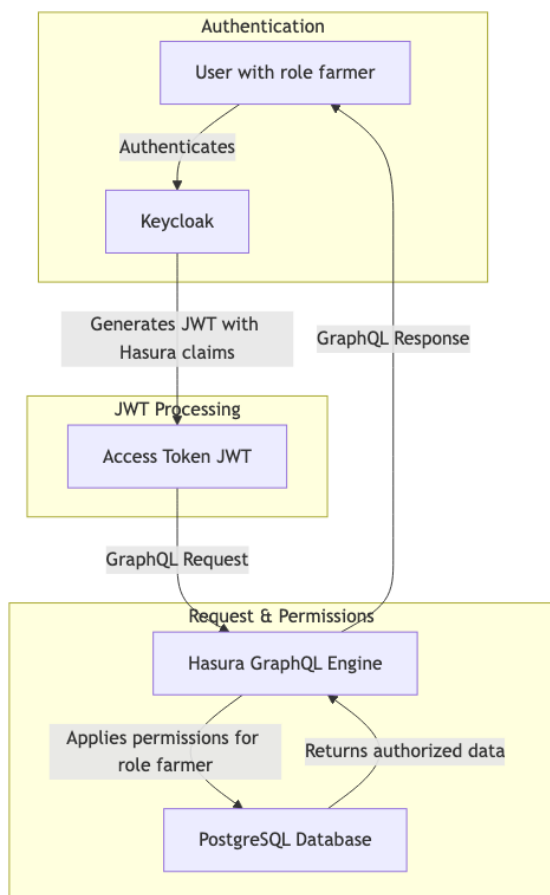 Authentication
User with role farmer
Authenticates
Keycloak
Generates JWT with
Hasura claims
GraphQL Response
JWT Processing
Access Token JWT
GraphQL Request
Request & Permissions
Hasura GraphQL Engine
Applies permissions for
role farmer
Returns authorized data
PostgreSQL Database